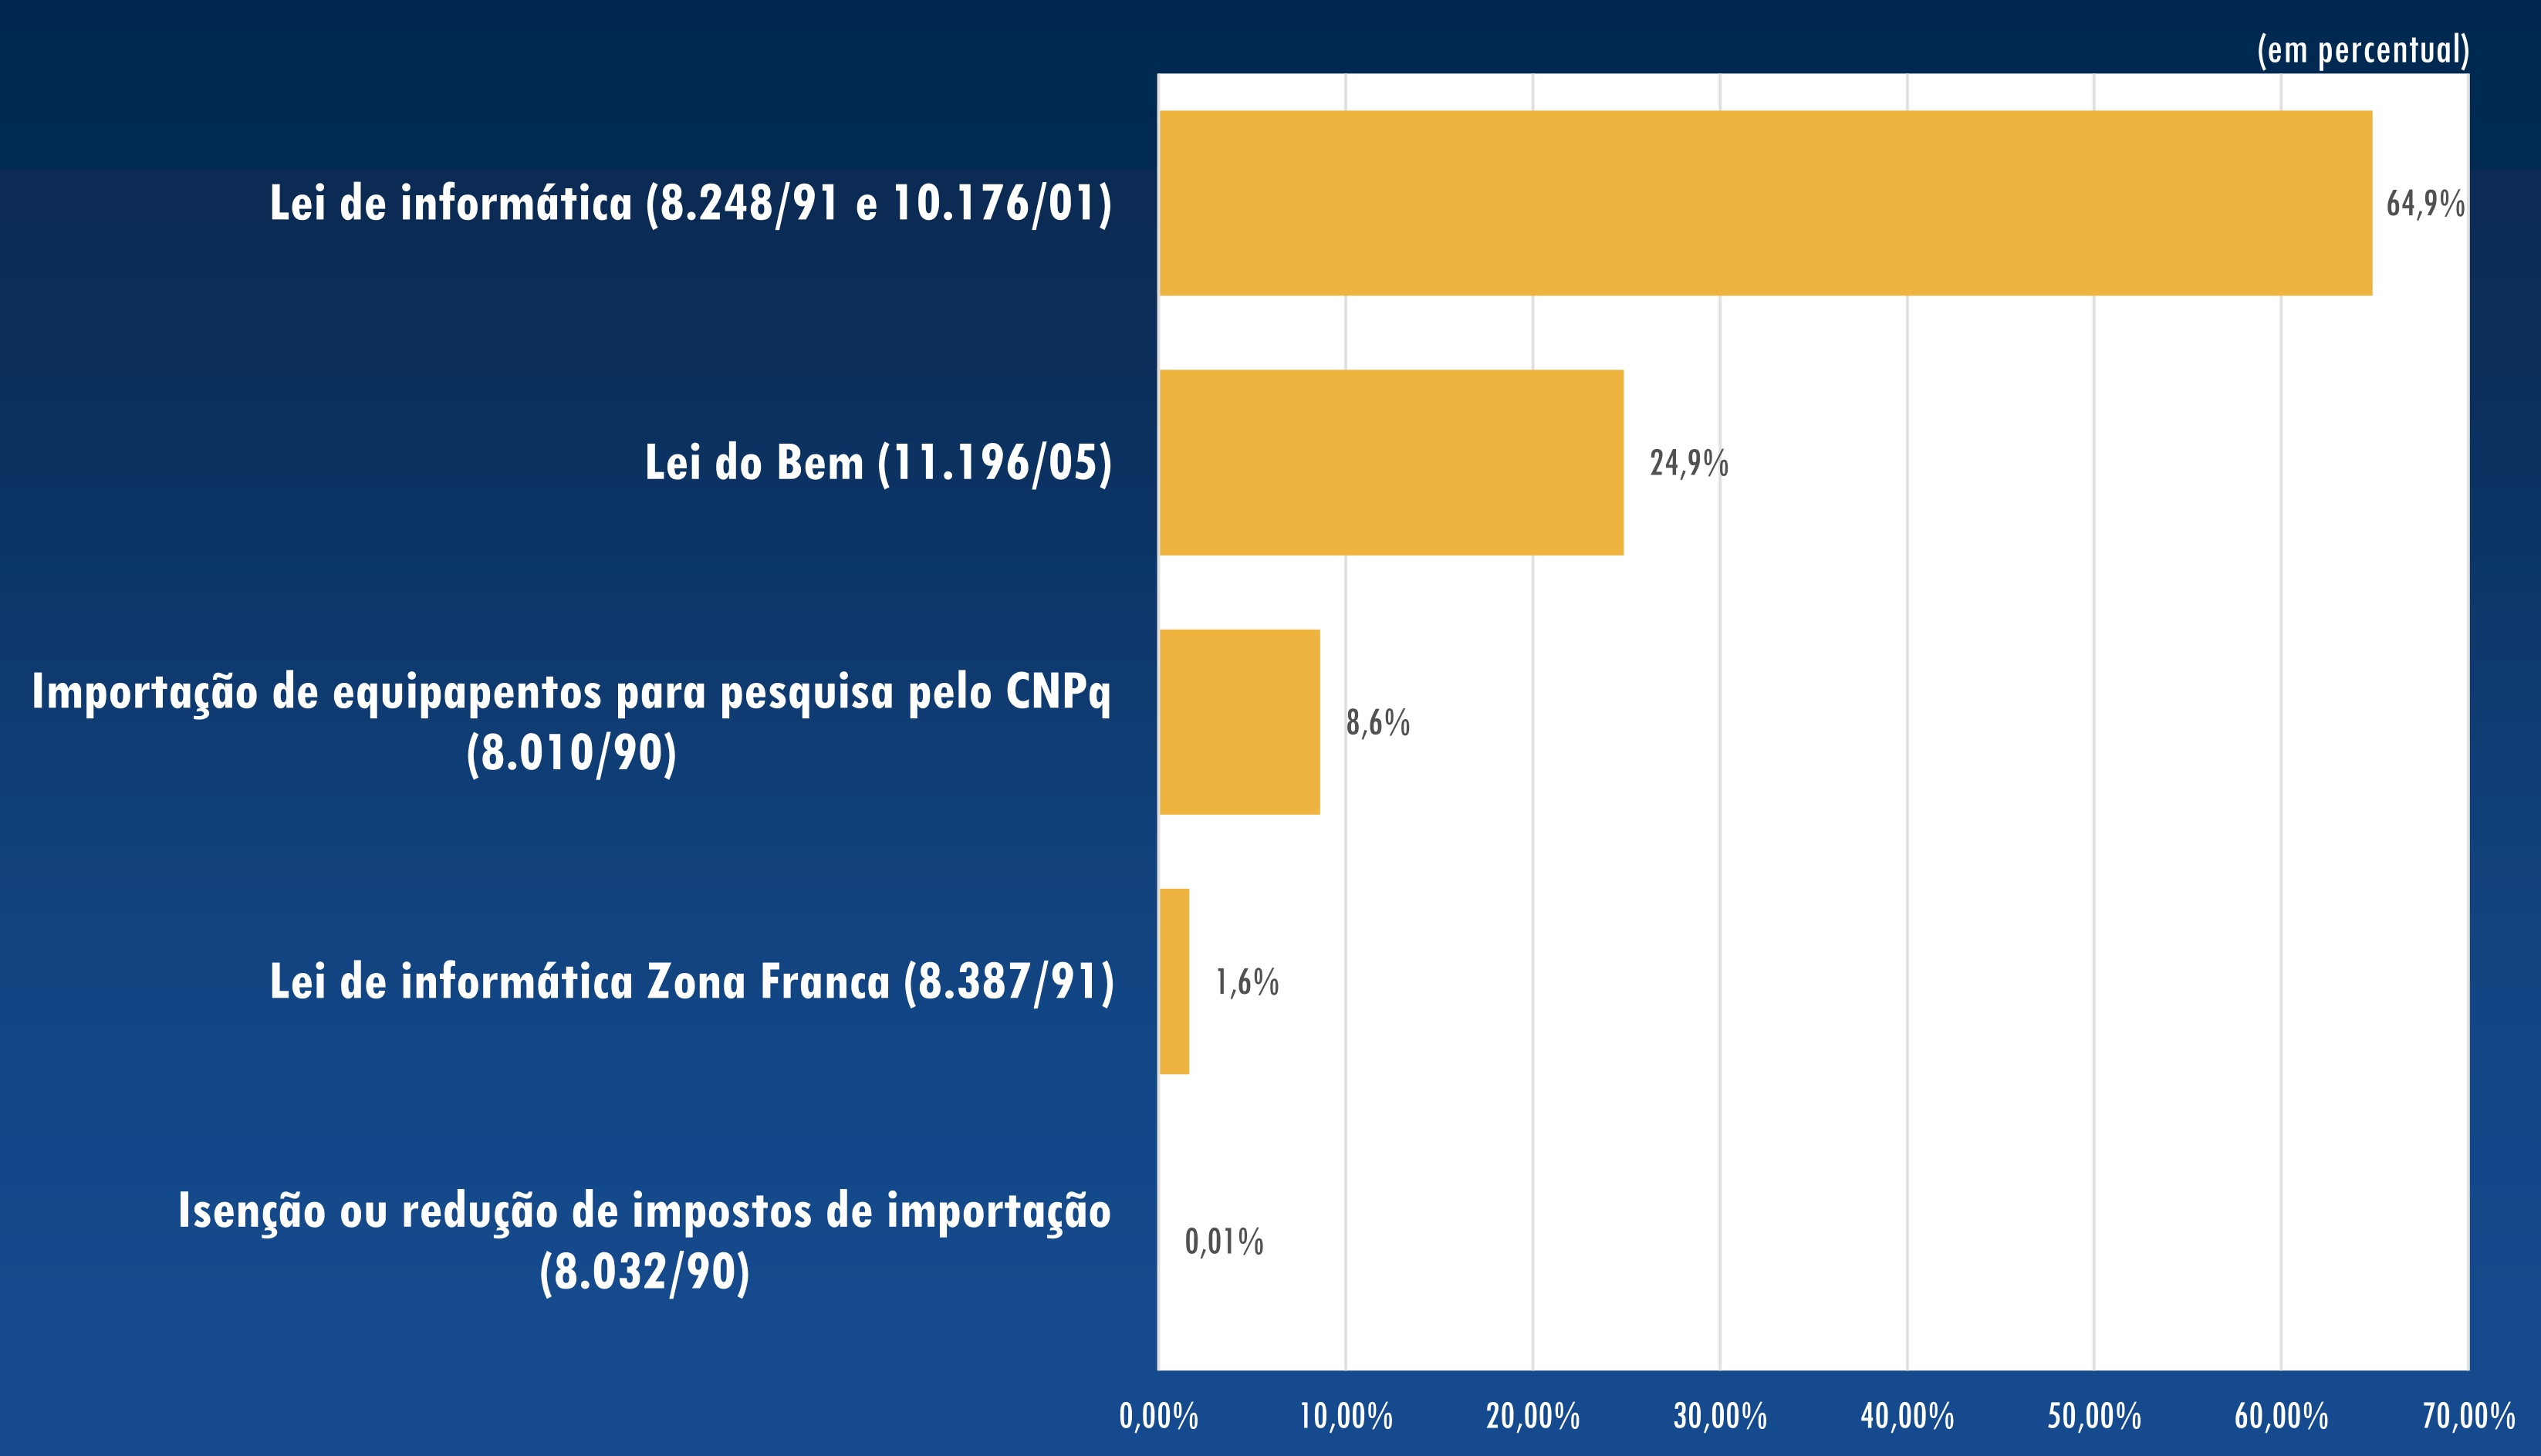 (em percentual)
Lei de informática (8.248/91 e 10.176/01)
64,9%
Lei do Bem (11.196/05)
24,9%
Importação de equipapentos para pesquisa pelo CNPq
(8.010/90)
8,6%
Lei de informática Zona Franca (8.387/91)
1,6%
Isenção ou redução de impostos de importação
(8.032/90)
0,01%
0,00% 10,00% 20,00% 30,00% 40,00% 50,00% 60,00% 70,00%